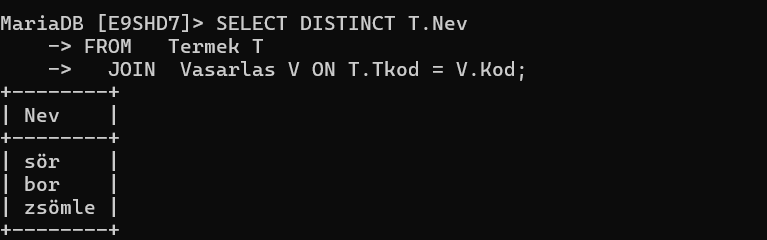 MariaDB [E9SHD7]> SELECT DISTINCT T.Nev
    -> FROM   Termek T
    ->   JOIN  Vasarlas V ON T.Tkod = V.Kod;
+--------+
| Nev    |
+--------+
| sör    |
| bor    |
| zsömle |
+--------+